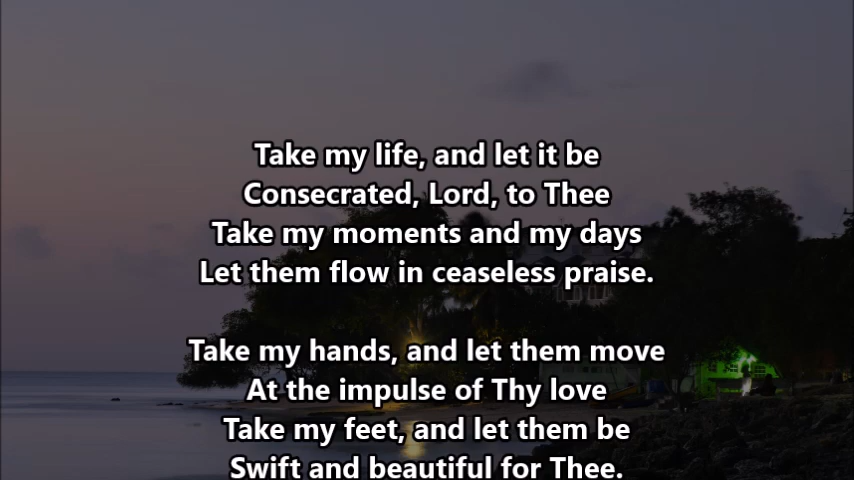 Take my life, and let it be
Consecrated, Lord, to Thee
Take my moments and my days
Let them flow in ceaseless praise.
Take my hands, and let them move
At the impulse of Thy love
Take my feet, and let them be
Swift and beautiful for Thee.